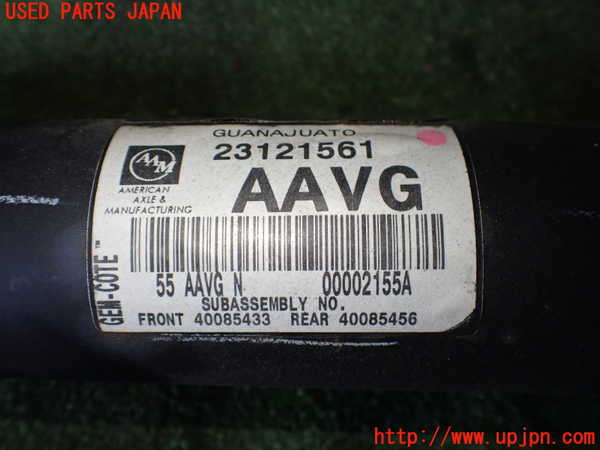 USED PARTS JAPAN
GUANAJUATO
23121561
AAM
AMERICAN
AXLE &
MANUFACTURING
AAVG
GEM-COTE™
55 AAVG N 00002155A
SUBASSEMBLY NO.
FRONT 40085433 REAR 40085456
http://www.upjpn.com/